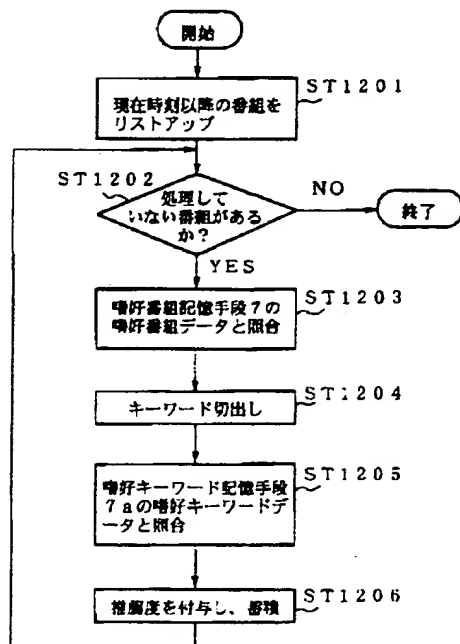 開始
ST1201
現在時刻以降の番組を
リストアップ
ST1202
処理して
いない番組がある
か?
NO
終了
YES
ST1203
嗜好番組記憶手段7の
嗜好番組データと照合
ST1204
キーワード切出し
ST1205
嗜好キーワード記憶手段
7aの嗜好キーワードデ
ータと照合
ST1206
推薦度を付与し、蓄積